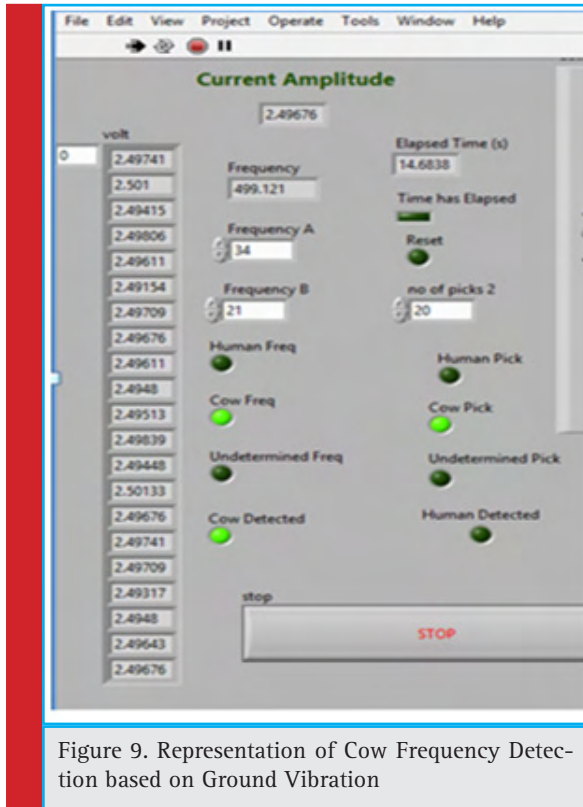 File Edit View Project Operate Tools Window Help
Current Amplitude
2.49676
volt
0
2.49741
2.501
2.49415
2.49806
2.49611
2.49154
2.49709
2.49676
2.49611
2.4948
2.49513
2.49839
2.49448
2.50133
2.49676
2.49741
2.49709
2.49317
2.4948
2.49643
2.49676
Frequency
499.121
Elapsed Time (s)
14.6838
Time has Elapsed
Frequency A
34
Reset
Frequency B
21
no of picks 2
20
Human Freq
Human Pick
Cow Freq
Cow Pick
Undetermined Freq
Undetermined Pick
Cow Detected
Human Detected
stop
STOP
Figure 9. Representation of Cow Frequency Detec-
tion based on Ground Vibration